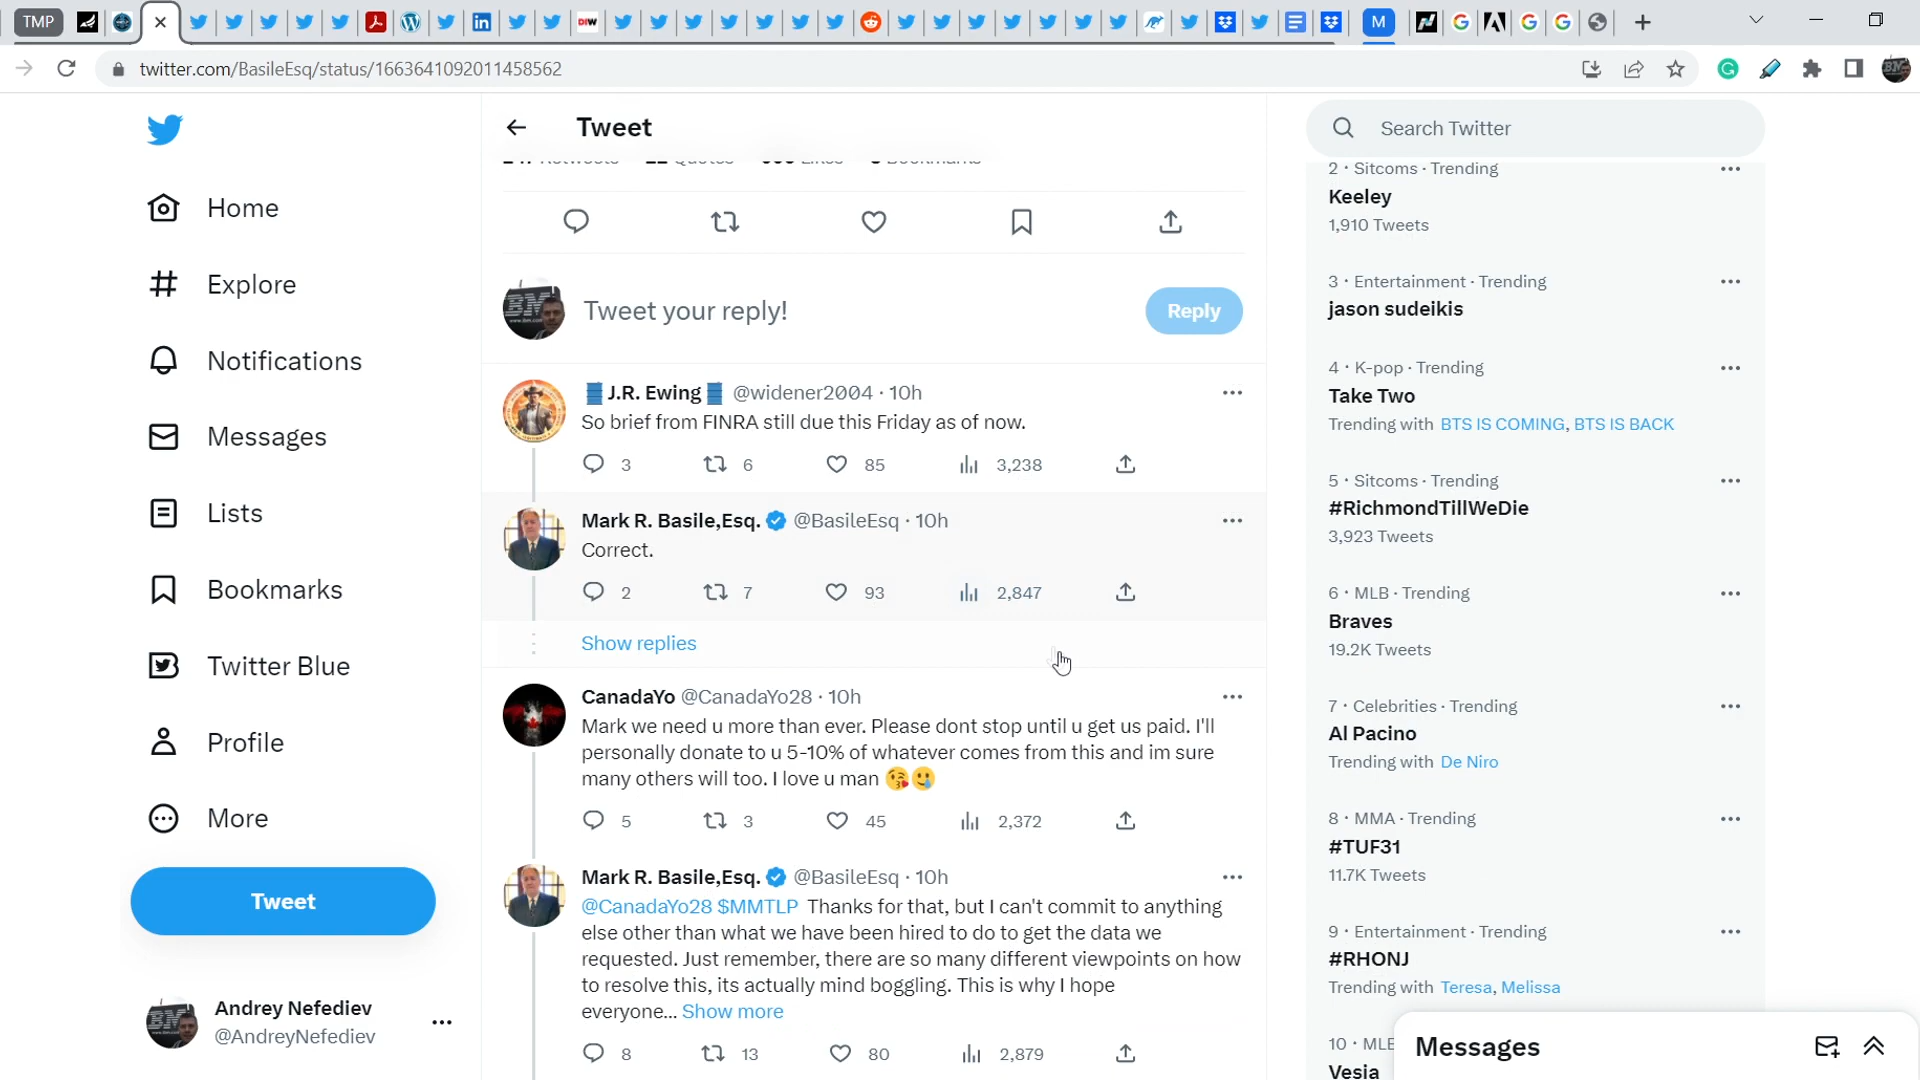 TMP
DIW
M
twitter.com/BasileEsq/status/1663641092011458562
Home
Explore
Notifications
Messages
Lists
Bookmarks
Twitter Blue
Profile
More
Tweet
Andrey Nefediev
@AndreyNefediev
Tweet
Tweet your reply!
Reply
J.R. Ewing @widener2004 · 10h
So brief from FINRA still due this Friday as of now.
3 6 85 3,238
Mark R. Basile,Esq. @BasileEsq · 10h
Correct.
2 7 93 2,847
Show replies
CanadaYo @CanadaYo28 · 10h
Mark we need u more than ever. Please dont stop until u get us paid. I'll
personally donate to u 5-10% of whatever comes from this and im sure
many others will too. I love u man
5 3 45 2,372
Mark R. Basile,Esq. @BasileEsq · 10h
@CanadaYo28 $MMTLP Thanks for that, but I can't commit to anything
else other than what we have been hired to do to get the data we
requested. Just remember, there are so many different viewpoints on how
to resolve this, its actually mind boggling. This is why I hope
everyone... Show more
8 13 80 2,879
Search Twitter
2 · Sitcoms · Trending
Keeley
1,910 Tweets
3 · Entertainment · Trending
jason sudeikis
4 · K-pop · Trending
Take Two
Trending with BTS IS COMING, BTS IS BACK
5 · Sitcoms · Trending
#RichmondTillWeDie
3,923 Tweets
6 · MLB · Trending
Braves
19.2K Tweets
7 · Celebrities · Trending
Al Pacino
Trending with De Niro
8 · MMA · Trending
#TUF31
11.7K Tweets
9 · Entertainment · Trending
#RHONJ
Trending with Teresa, Melissa
10 · MLB
Vesia
Messages